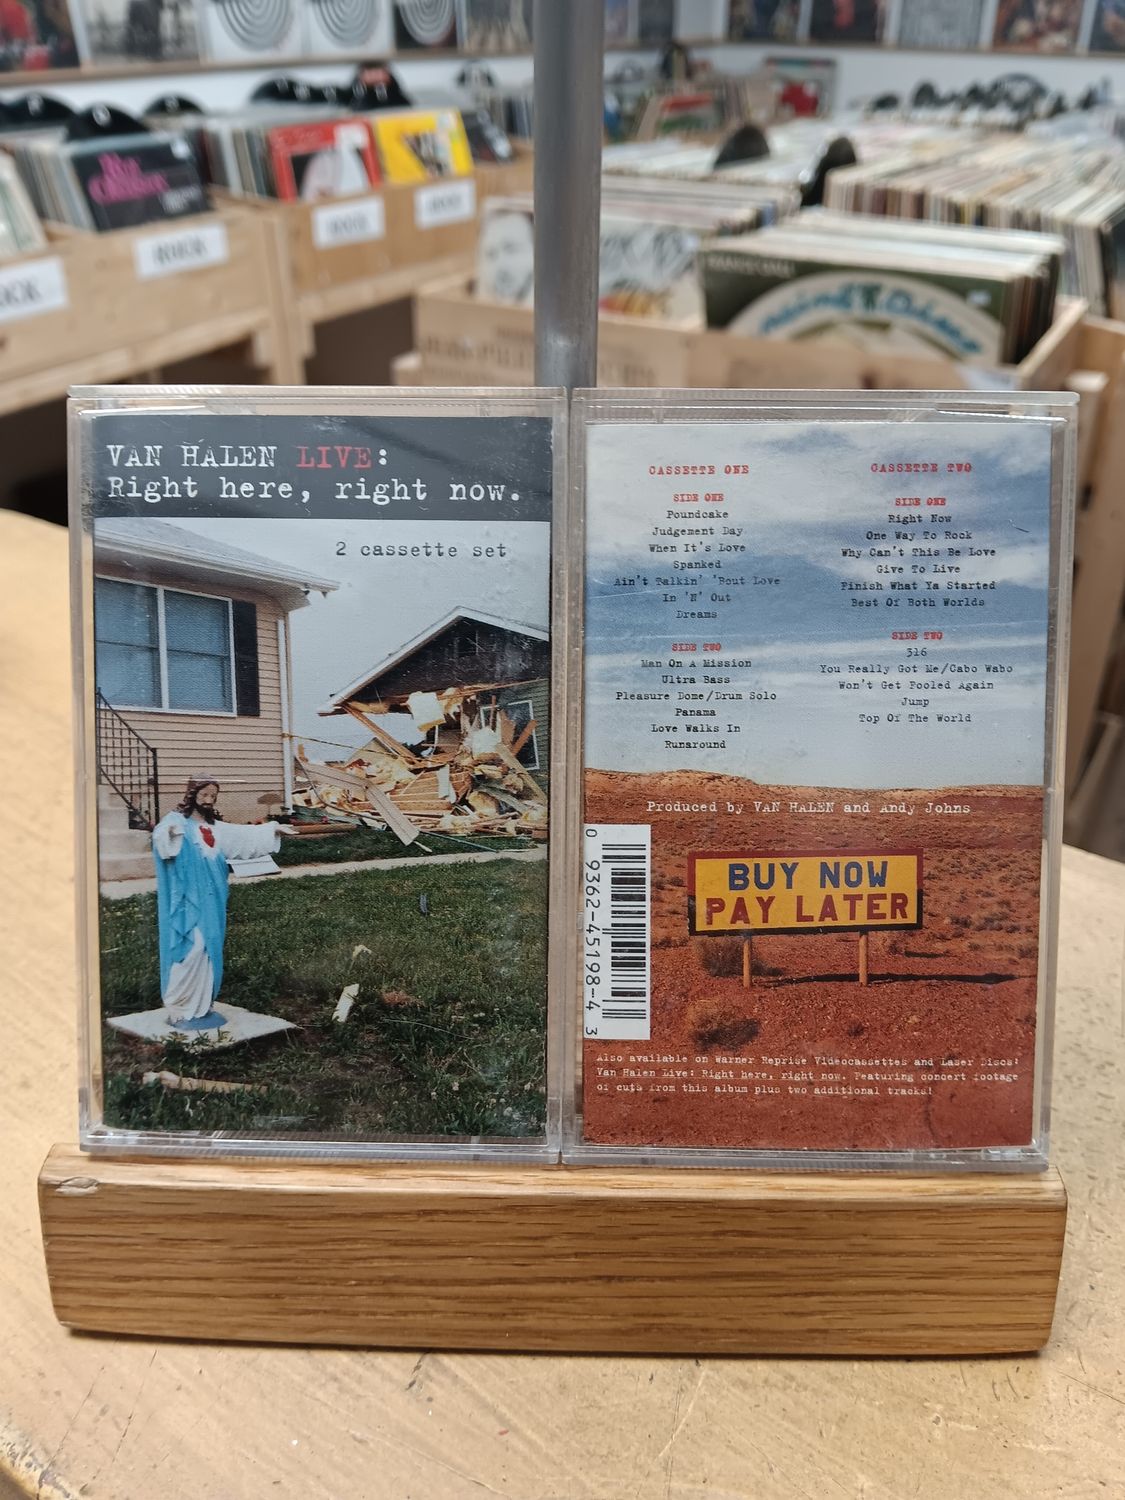 ROCK
ROCK
ROCK
VAN HALEN LIVE:
Right here, right now.
2 cassette set
CASSETTE ONE
SIDE ONE
Poundcake
Judgement Day
When It's Love
Spanked
Ain't Talkin' 'Bout Love
In 'N' Out
Dreams
SIDE TWO
Man On A Mission
Ultra Bass
Pleasure Dome/Drum Solo
Panama
Love Walks In
Runaround
CASSETTE TWO
SIDE ONE
Right Now
One Way To Rock
Why Can't This Be Love
Give To Live
Finish What Ya Started
Best Of Both Worlds
SIDE TWO
316
You Really Got Me/Cabo Wabo
Won't Get Fooled Again
Jump
Top Of The World
Produced by VAN HALEN and Andy Johns
BUY NOW
PAY LATER
0 9362-45198-4 3
Also available on Warner Reprise Videocassettes and Laser Discs:
Van Halen Live: Right here, right now. Featuring concert footage
of cuts from this album plus two additional tracks!